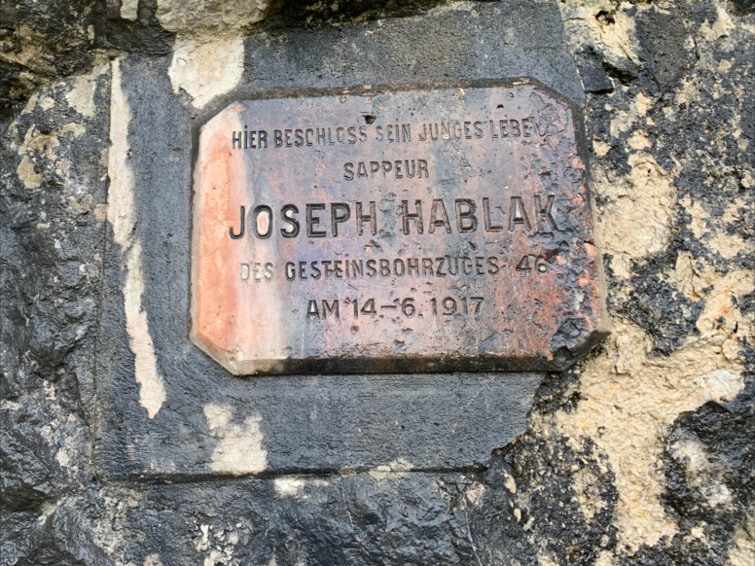 HIER BESCHLOSS SEIN JUNGES LEBEN
SAPPEUR
JOSEPH HABLAK
DES GESTEINSBOHRZUGES 46
AM 14-6.1917